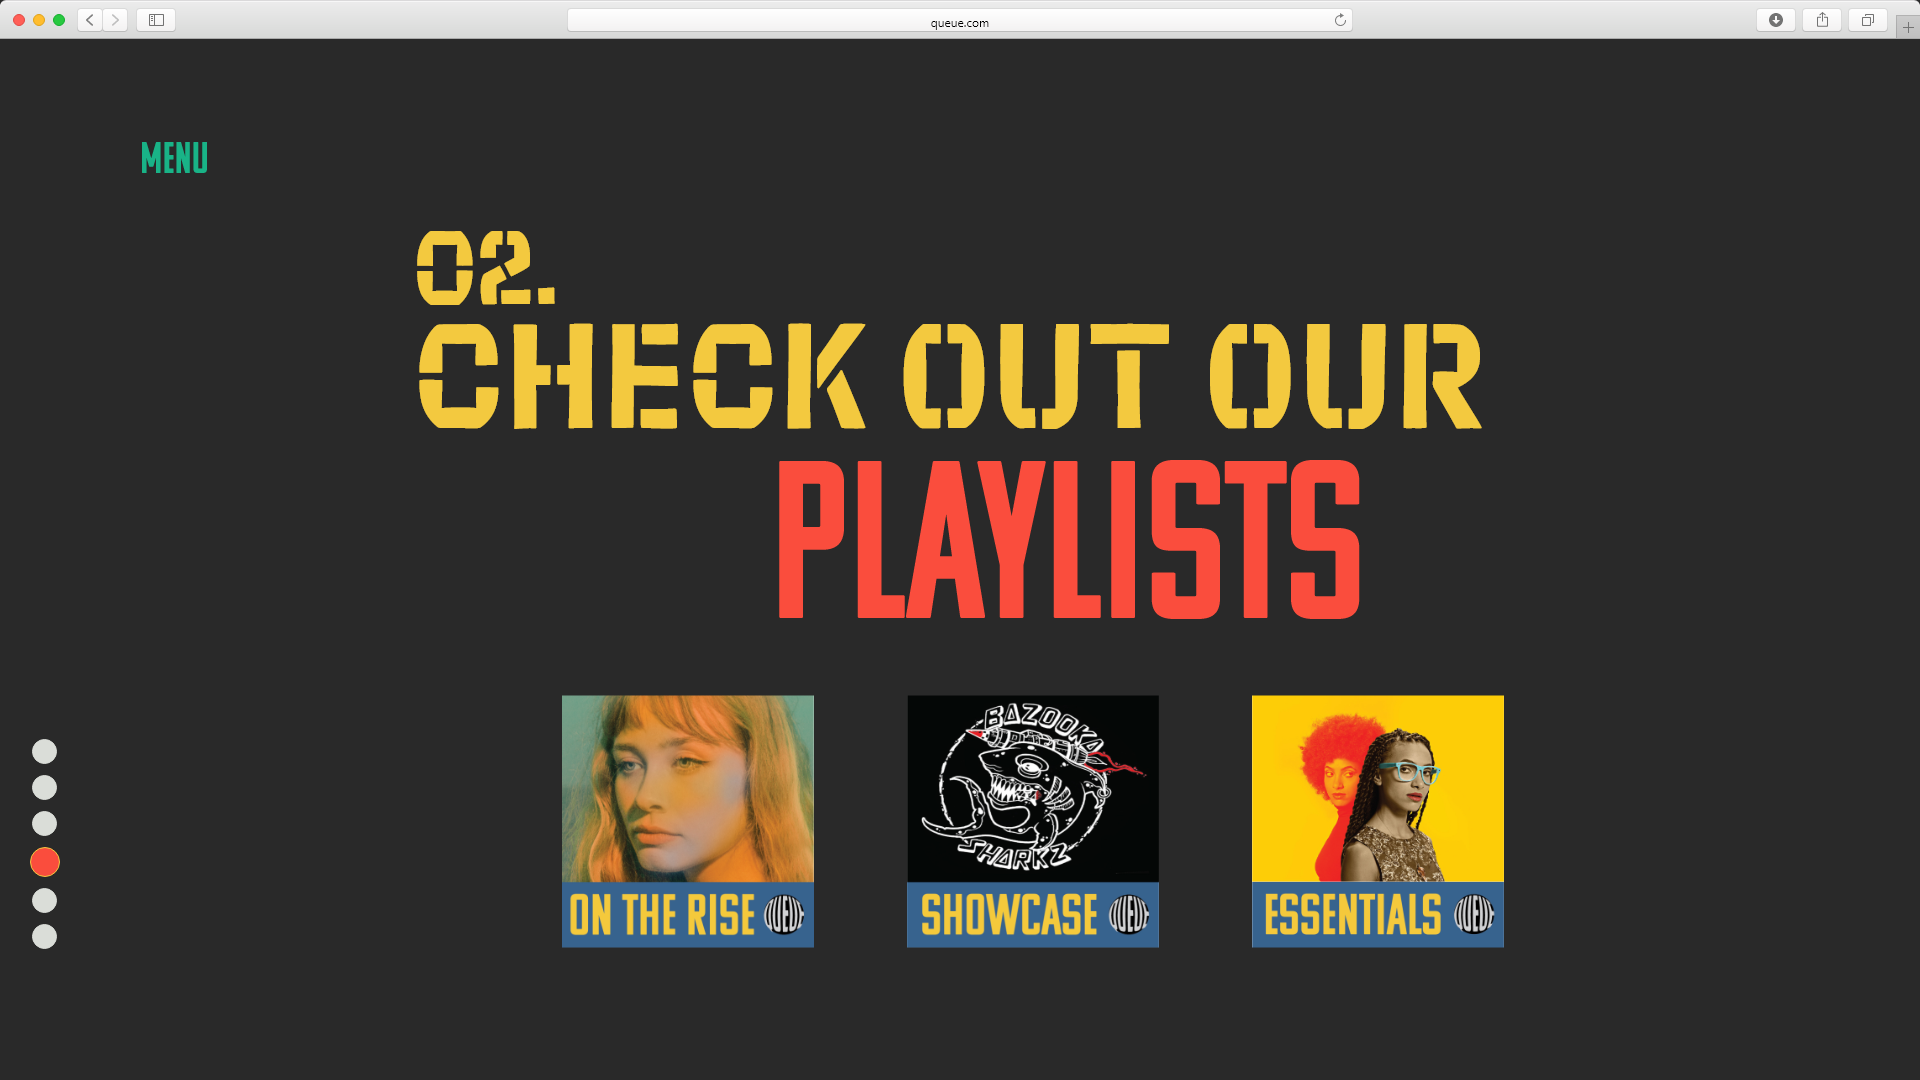 queue.com
MENU
02.
CHECK OUT OUR
PLAYLISTS
BAZOOKA
SHARKZ
ON THE RISE QUEUE
SHOWCASE QUEUE
ESSENTIALS QUEUE